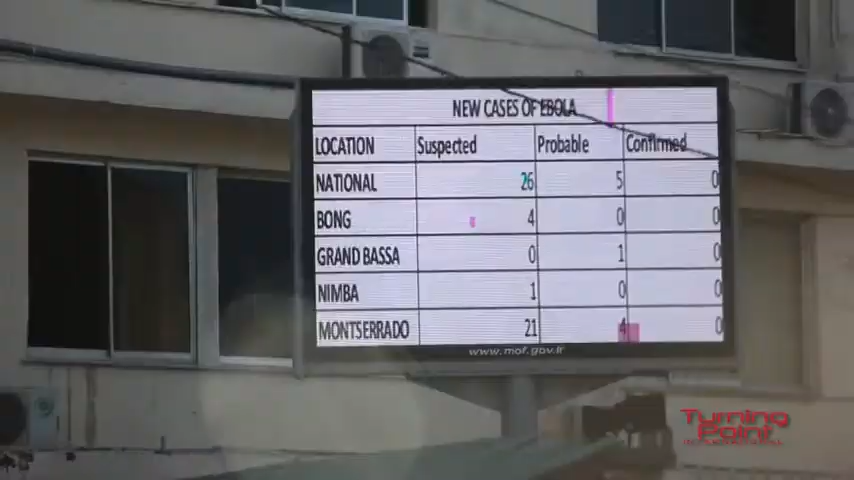 NEW CASES OF EBOLA
LOCATION Suspected Probable Confirmed
NATIONAL 26 5 0
BONG 4 0 0
GRAND BASSA 0 1 0
NIMBA 1 0 0
MONTSERRADO 21 4 0
www.mof.gov.lr
Turning
Point
INTERNATIONAL